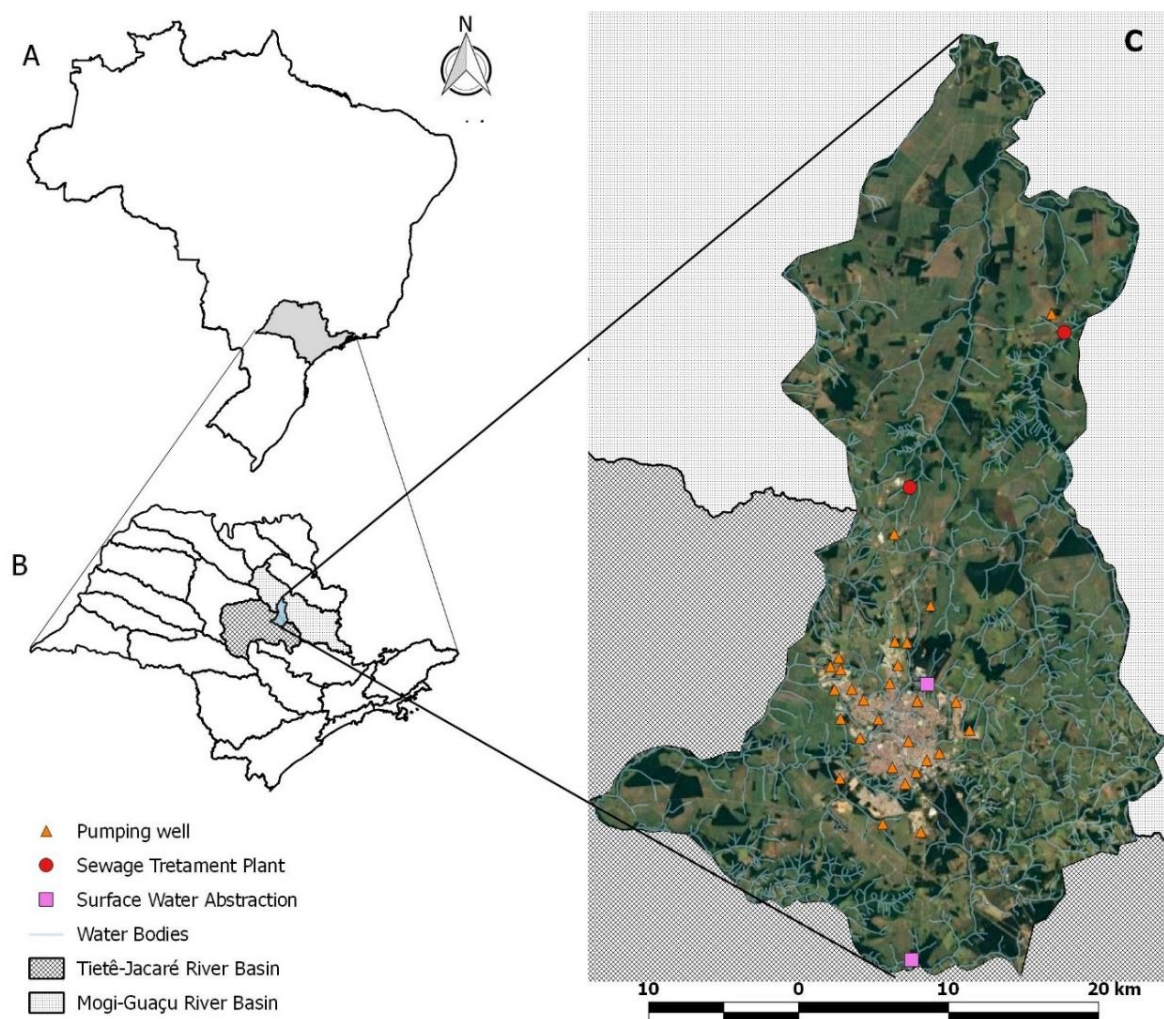 A
N
C
B
Pumping well
Sewage Tretament Plant
Surface Water Abstraction
Water Bodies
Tietê-Jacaré River Basin
Mogi-Guaçu River Basin
10 0 10 20 km